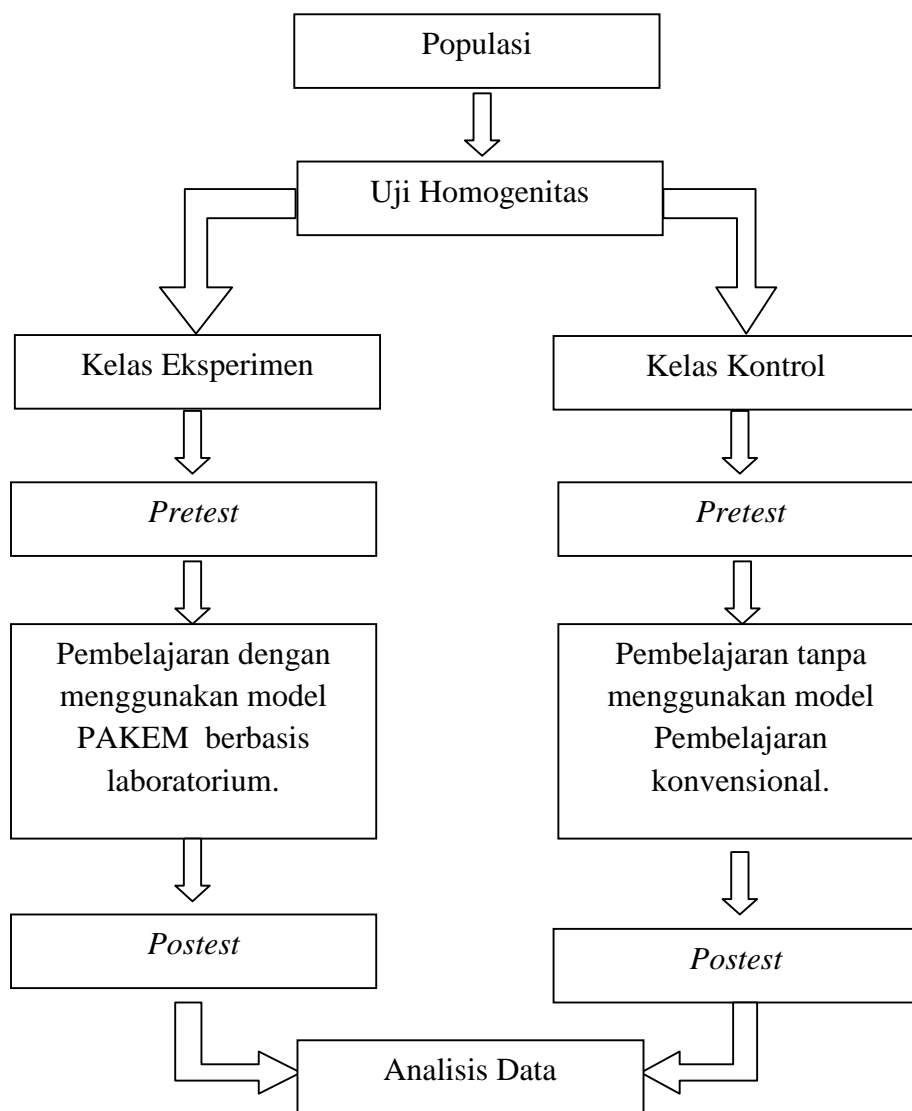 Populasi
Uji Homogenitas
Kelas Eksperimen
Kelas Kontrol
Pretest
Pretest
Pembelajaran dengan
menggunakan model
PAKEM berbasis
laboratorium.
Pembelajaran tanpa
menggunakan model
Pembelajaran
konvensional.
Postest
Postest
Analisis Data